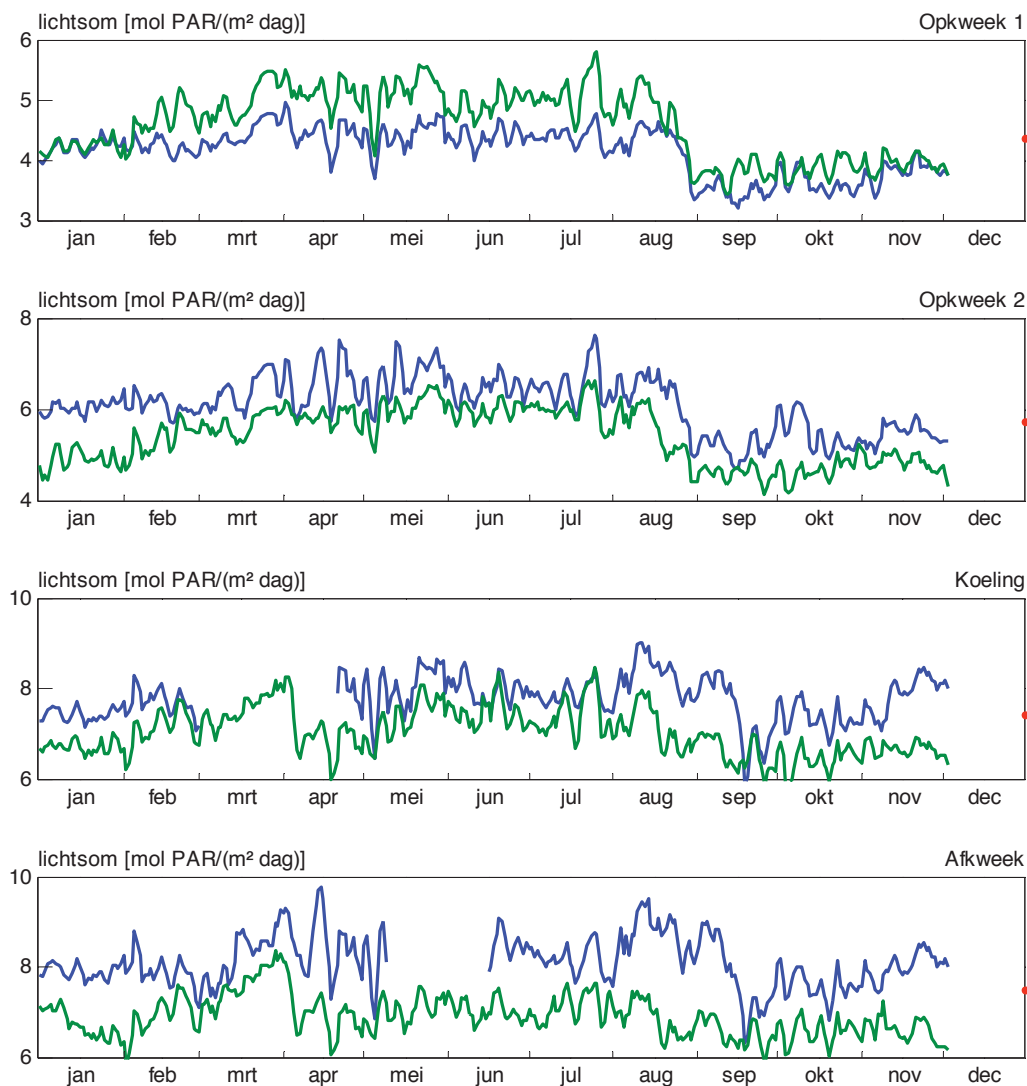 lichtsom [mol PAR/(m² dag)] Opkweek 1
6
5
4
3
jan feb mrt apr mei jun jul aug sep okt nov dec
lichtsom [mol PAR/(m² dag)] Opkweek 2
8
6
4
jan feb mrt apr mei jun jul aug sep okt nov dec
lichtsom [mol PAR/(m² dag)] Koeling
10
8
6
jan feb mrt apr mei jun jul aug sep okt nov dec
lichtsom [mol PAR/(m² dag)] Afkweek
10
8
6
jan feb mrt apr mei jun jul aug sep okt nov dec